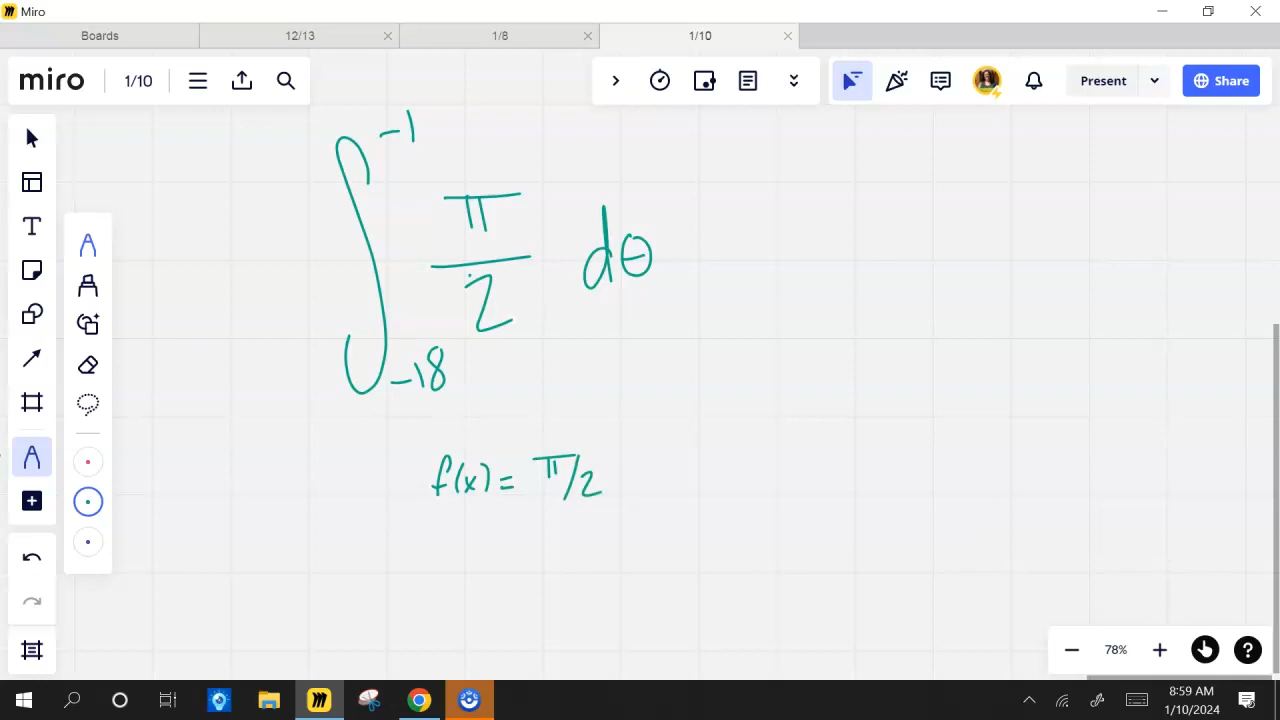 Miro
Boards
12/13
1/8
1/10
miro
1/10
Present
Share
∫_{-18}^{-1} π/2 dθ
f(x) = π/2
78%
8:59 AM
1/10/2024